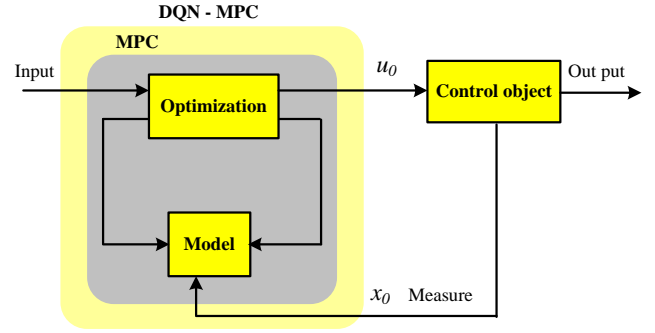 DQN - MPC
MPC
Input
u0
Out put
Optimization
Control object
Model
x0 Measure